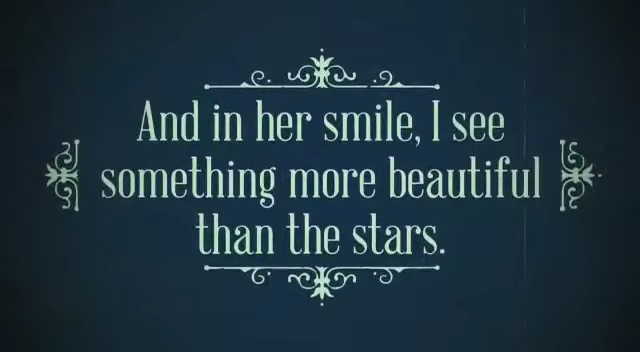 And in her smile, I see
something more beautiful
than the stars.